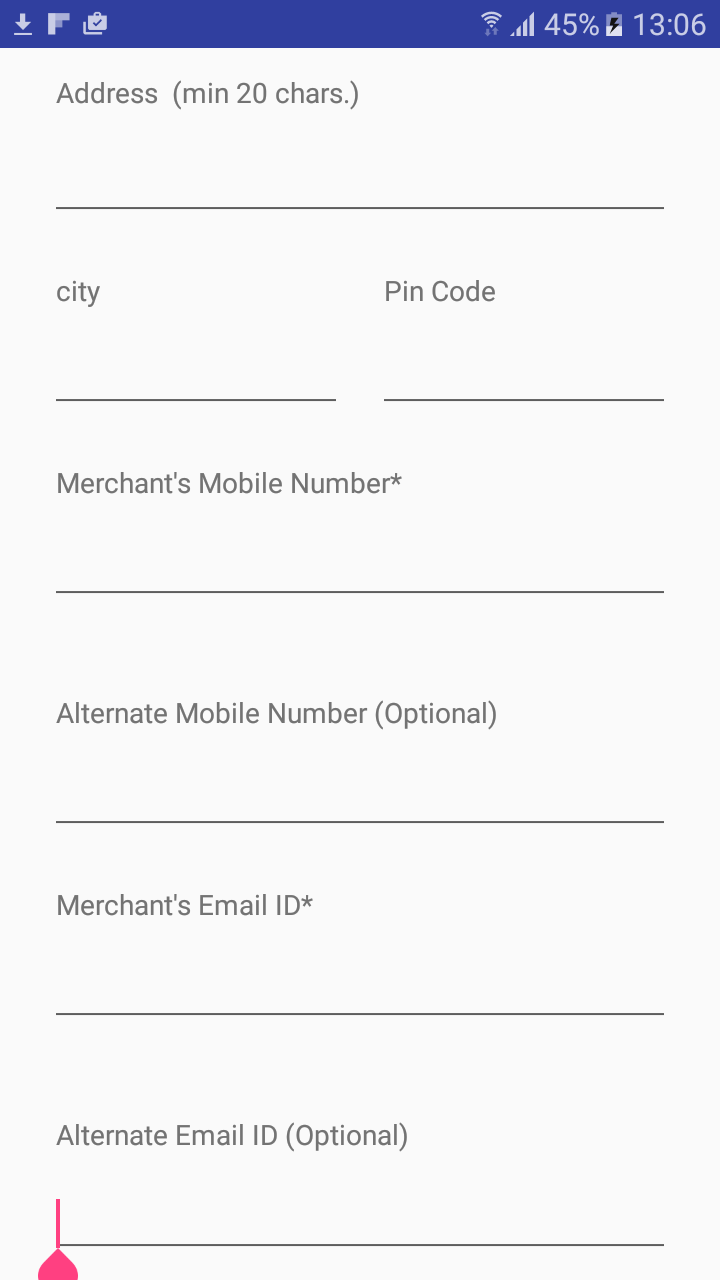 45% 13:06
Address (min 20 chars.)
city Pin Code
Merchant's Mobile Number*
Alternate Mobile Number (Optional)
Merchant's Email ID*
Alternate Email ID (Optional)